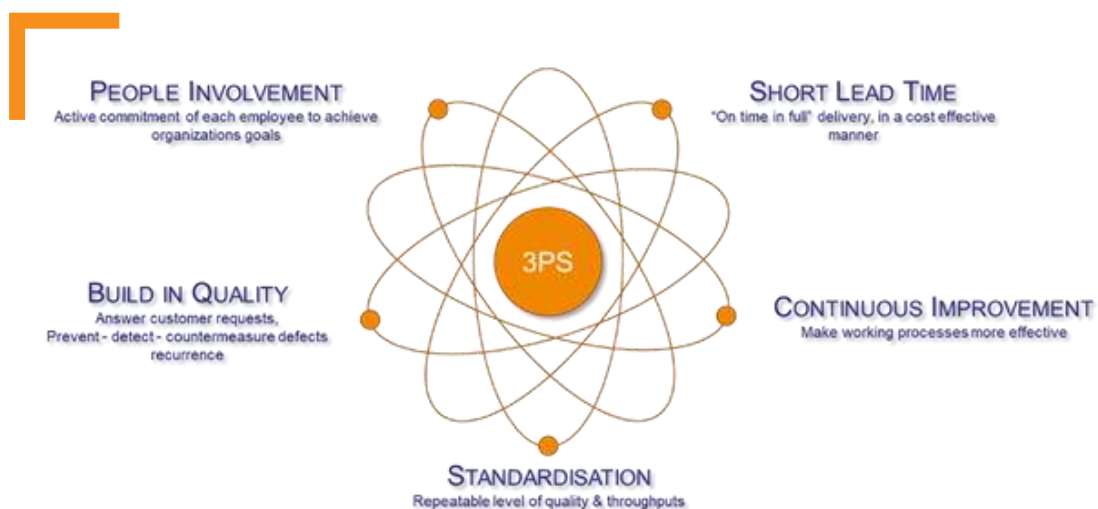 PEOPLE INVOLVEMENT
Active commitment of each employee to achieve
organizations goals
SHORT LEAD TIME
"On time in full" delivery, in a cost effective
manner
3PS
BUILD IN QUALITY
Answer customer requests,
Prevent - detect - countermeasure defects
recurrence
CONTINUOUS IMPROVEMENT
Make working processes more effective
STANDARDISATION
Repeatable level of quality & throughputs